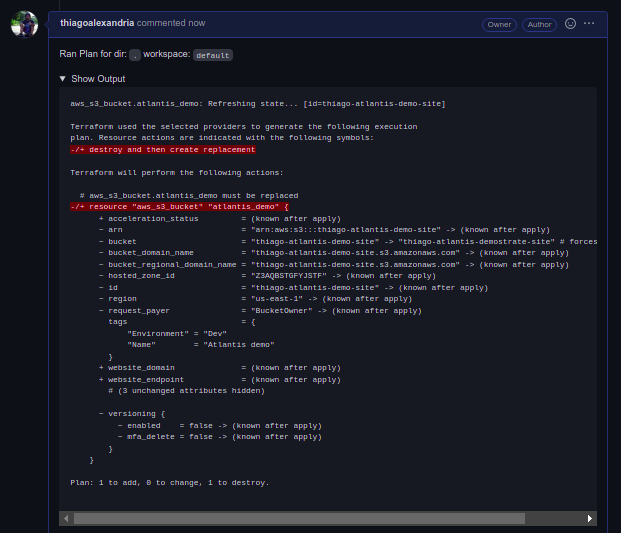 thiagoalexandria commented now
Owner Author
Ran Plan for dir: . workspace: default
▼ Show Output
aws_s3_bucket.atlantis_demo: Refreshing state... [id=thiago-atlantis-demo-site]
Terraform used the selected providers to generate the following execution
plan. Resource actions are indicated with the following symbols:
-/+ destroy and then create replacement
Terraform will perform the following actions:
# aws_s3_bucket.atlantis_demo must be replaced
-/+ resource "aws_s3_bucket" "atlantis_demo" {
+ acceleration_status = (known after apply)
~ arn = "arn:aws:s3:::thiago-atlantis-demo-site" -> (known after apply)
~ bucket = "thiago-atlantis-demo-site" -> "thiago-atlantis-demostrate-site" # forces
~ bucket_domain_name = "thiago-atlantis-demo-site.s3.amazonaws.com" -> (known after apply)
~ bucket_regional_domain_name = "thiago-atlantis-demo-site.s3.amazonaws.com" -> (known after apply)
~ hosted_zone_id = "Z3AQBSTGFYJSTF" -> (known after apply)
~ id = "thiago-atlantis-demo-site" -> (known after apply)
~ region = "us-east-1" -> (known after apply)
~ request_payer = "BucketOwner" -> (known after apply)
tags = {
"Environment" = "Dev"
"Name" = "Atlantis demo"
}
+ website_domain = (known after apply)
+ website_endpoint = (known after apply)
# (3 unchanged attributes hidden)
~ versioning {
~ enabled = false -> (known after apply)
~ mfa_delete = false -> (known after apply)
}
}
Plan: 1 to add, 0 to change, 1 to destroy.